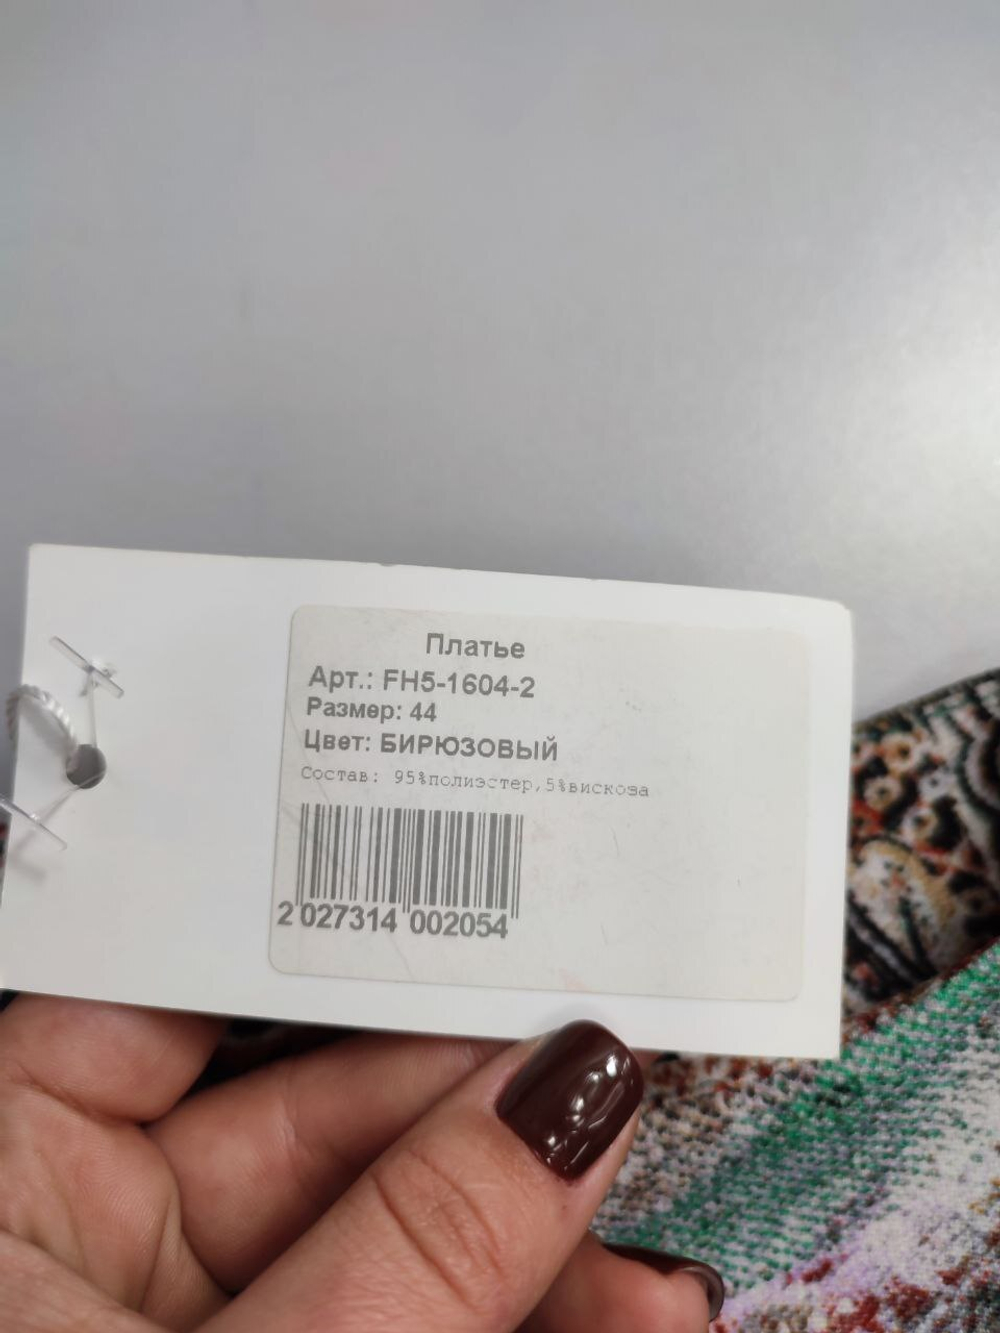 Платье
Арт.: FH5-1604-2
Размер: 44
Цвет: БИРЮЗОВЫЙ
Состав: 95%полиэстер,5%вискоза
2 027314 002054